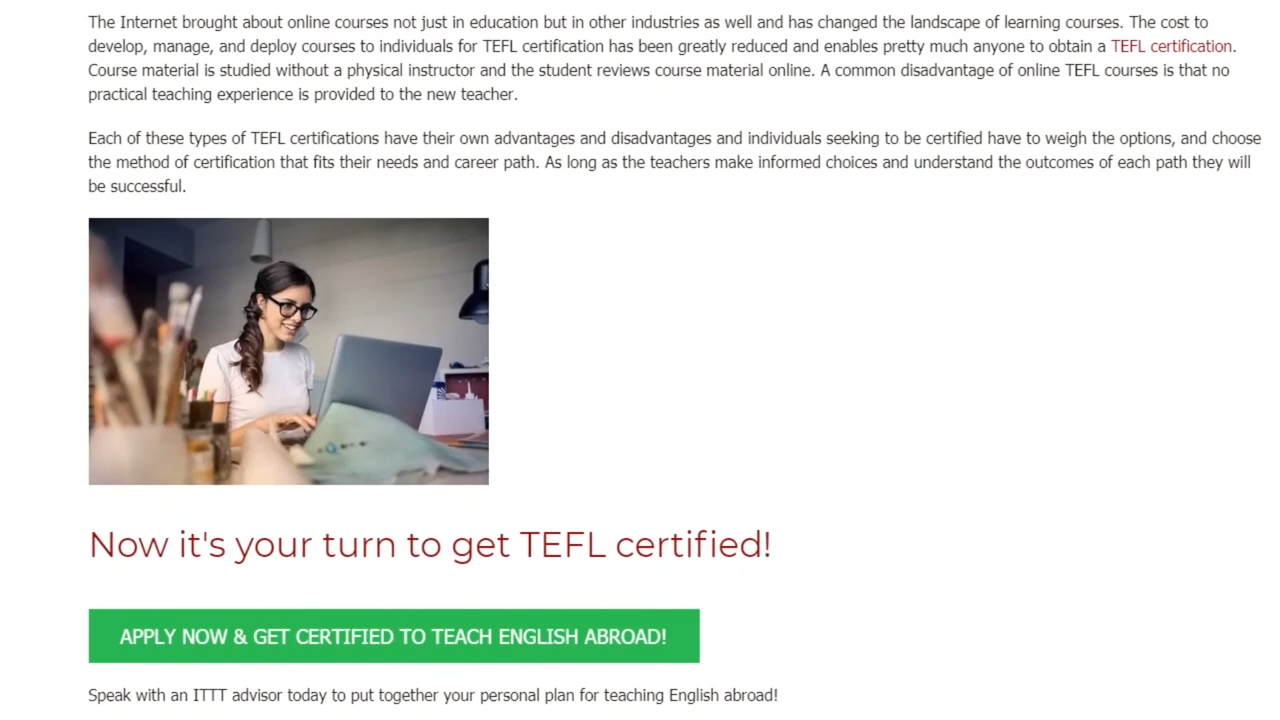 The Internet brought about online courses not just in education but in other industries as well and has changed the landscape of learning courses. The cost to
develop, manage, and deploy courses to individuals for TEFL certification has been greatly reduced and enables pretty much anyone to obtain a TEFL certification.
Course material is studied without a physical instructor and the student reviews course material online. A common disadvantage of online TEFL courses is that no
practical teaching experience is provided to the new teacher.
Each of these types of TEFL certifications have their own advantages and disadvantages and individuals seeking to be certified have to weigh the options, and choose
the method of certification that fits their needs and career path. As long as the teachers make informed choices and understand the outcomes of each path they will
be successful.
Now it's your turn to get TEFL certified!
APPLY NOW & GET CERTIFIED TO TEACH ENGLISH ABROAD!
Speak with an ITTT advisor today to put together your personal plan for teaching English abroad!